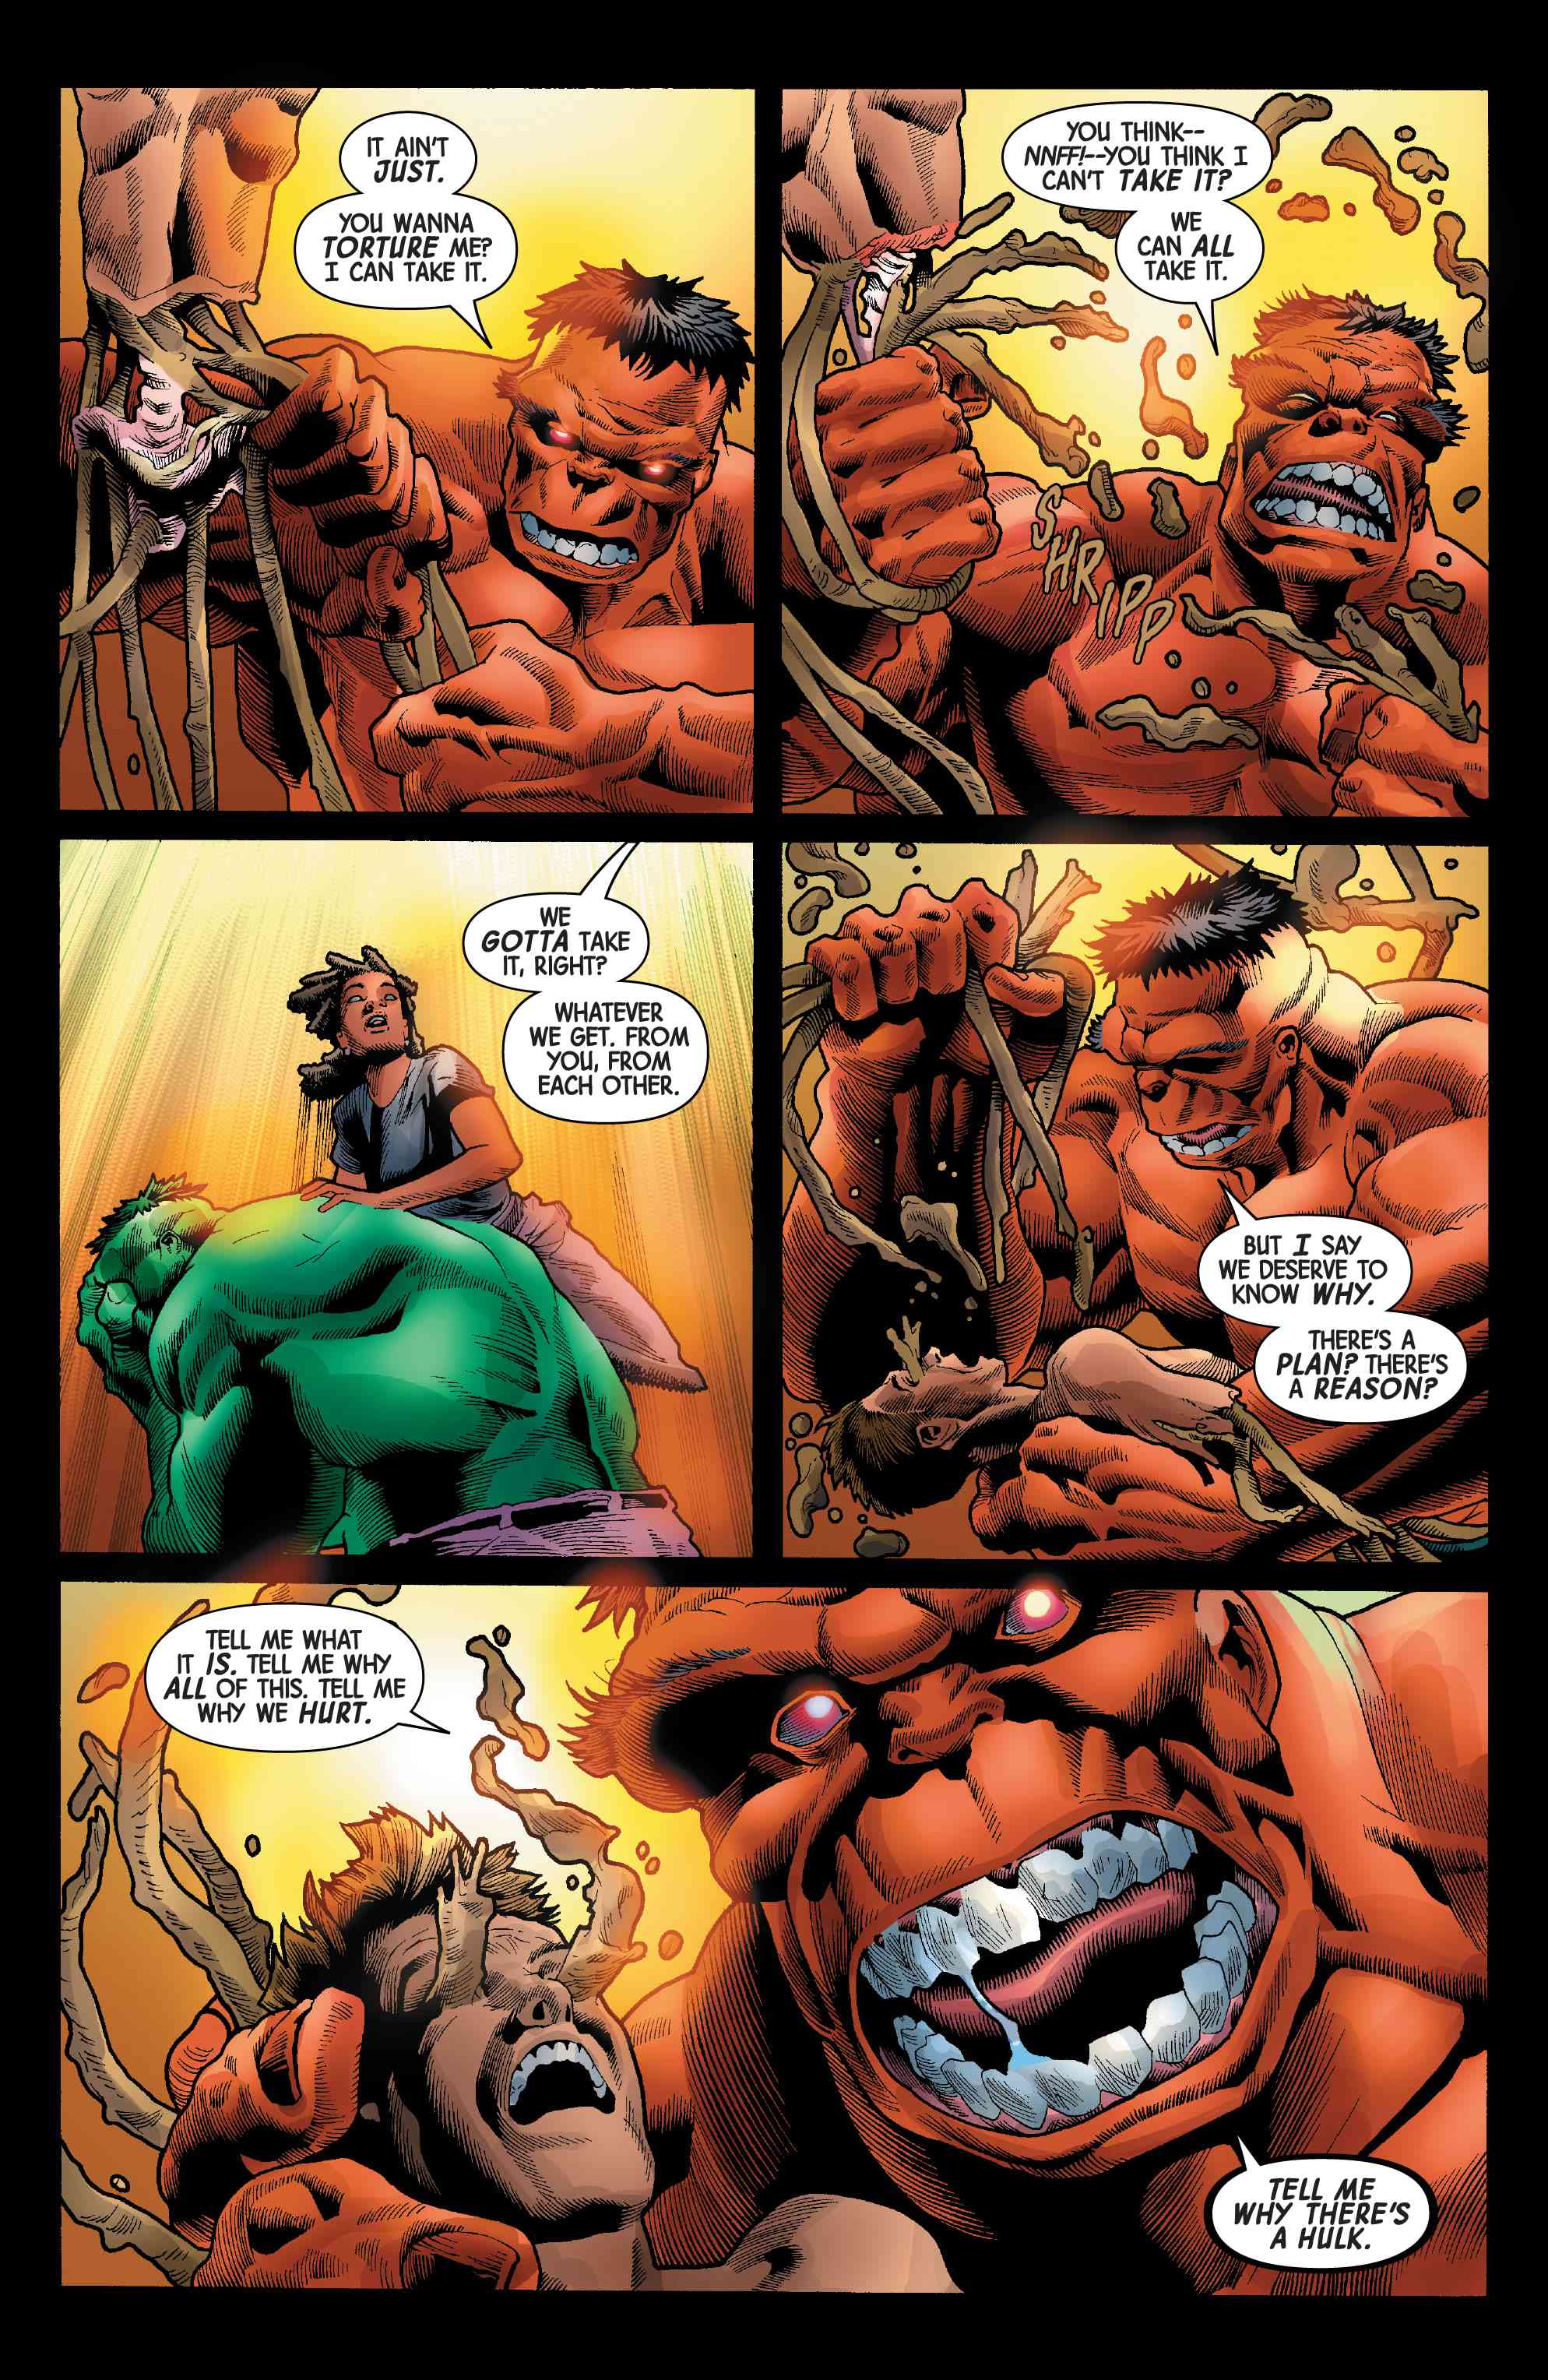 IT AIN'T
JUST.
YOU WANNA
TORTURE ME?
I CAN TAKE IT.
YOU THINK--
NNFF!--YOU THINK I
CAN'T TAKE IT?
WE
CAN ALL
TAKE IT.
SHRIPP
WE
GOTTA TAKE
IT, RIGHT?
WHATEVER
WE GET. FROM
YOU, FROM
EACH OTHER.
BUT I SAY
WE DESERVE TO
KNOW WHY.
THERE'S A
PLAN? THERE'S
A REASON?
TELL ME WHAT
IT IS. TELL ME WHY
ALL OF THIS. TELL ME
WHY WE HURT.
TELL ME
WHY THERE'S
A HULK.